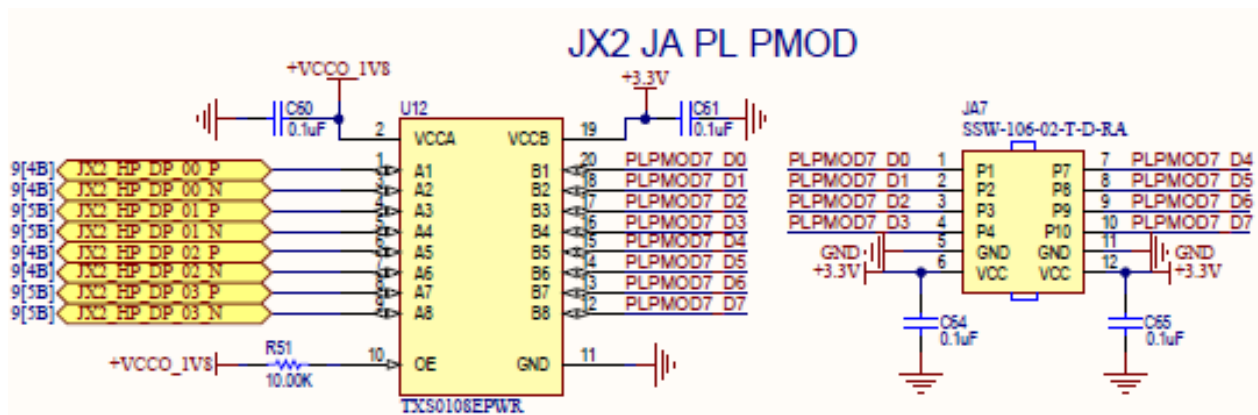 JX2 JA PL PMOD
+VCCO_1V8
C60
0.1uF
U12
+3.3V
C61
0.1uF
2 VCCA VCCB 19
9[4B] JX2_HP_DP_00_P 1 A1 B1 20 PLPMOD7_D0
9[4B] JX2_HP_DP_00_N A2 B2 PLPMOD7_D1
9[5B] JX2_HP_DP_01_P A3 B3 PLPMOD7_D2
9[5B] JX2_HP_DP_01_N A4 B4 PLPMOD7_D3
9[4B] JX2_HP_DP_02_P A5 B5 PLPMOD7_D4
9[4B] JX2_HP_DP_02_N A6 B6 PLPMOD7_D5
9[5B] JX2_HP_DP_03_P A7 B7 PLPMOD7_D6
9[5B] JX2_HP_DP_03_N A8 B8 PLPMOD7_D7
+VCCO_1V8 R51 10 OE GND 11
10.00K
TXS0108EPWR
JA7
SSW-106-02-T-D-RA
PLPMOD7_D0 1 P1 P7 7 PLPMOD7_D4
PLPMOD7_D1 2 P2 P8 8 PLPMOD7_D5
PLPMOD7_D2 3 P3 P9 9 PLPMOD7_D6
PLPMOD7_D3 4 P4 P10 10 PLPMOD7_D7
GND 5 GND GND 11 GND
+3.3V 6 VCC VCC 12 +3.3V
C64
0.1uF
C65
0.1uF